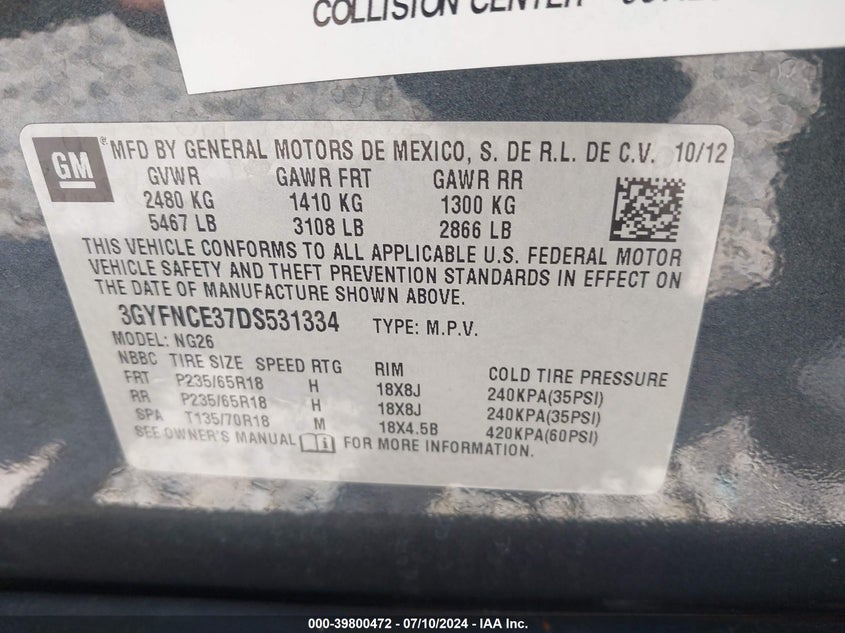 COLLISION CENTER
GM
® MFD BY GENERAL MOTORS DE MEXICO, S. DE R.L. DE C.V. 10/12
GVWR GAWR FRT GAWR RR
2480 KG 1410 KG 1300 KG
5467 LB 3108 LB 2866 LB
THIS VEHICLE CONFORMS TO ALL APPLICABLE U.S. FEDERAL MOTOR
VEHICLE SAFETY AND THEFT PREVENTION STANDARDS IN EFFECT ON
THE DATE OF MANUFACTURE SHOWN ABOVE.
3GYFNCE37DS531334 TYPE: M.P.V.
MODEL: NG26
NBBC TIRE SIZE SPEED RTG RIM COLD TIRE PRESSURE
FRT P235/65R18 H 18X8J 240KPA(35PSI)
RR P235/65R18 H 18X8J 240KPA(35PSI)
SPA T135/70R18 M 18X4.5B 420KPA(60PSI)
SEE OWNER'S MANUAL i FOR MORE INFORMATION.
000-39800472 - 07/10/2024 - IAA Inc.